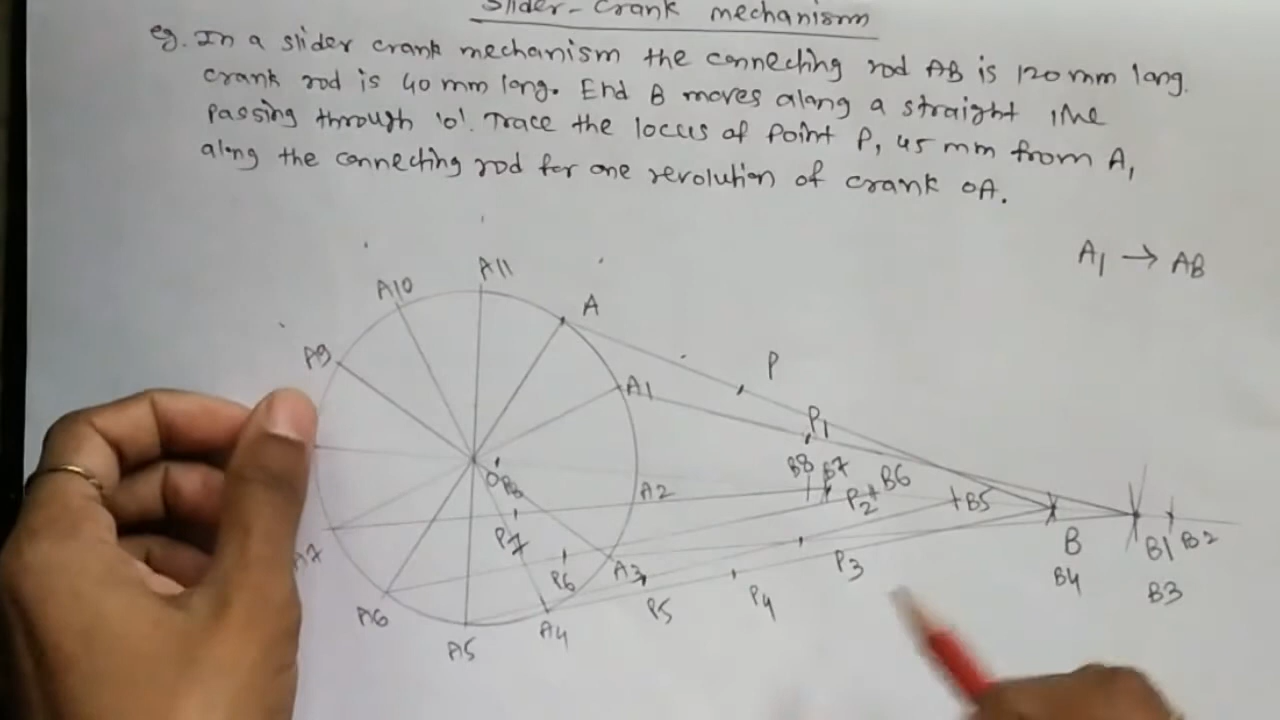 Slider-Crank mechanism
eg. In a slider crank mechanism the connecting rod AB is 120 mm long.
crank rod is 40 mm long. End B moves along a straight line
Passing through 'O'. Trace the locus of point P, 45 mm from A,
along the connecting rod for one revolution of crank OA.
A1 → AB
A11
A10
A
A9
P
A1
P1
B8 B7
B6
O P8
A2
P2
B5
P7
B
B1 B2
A7
P6
A3
P3
B4
B3
A6
P5
P4
A5
A4